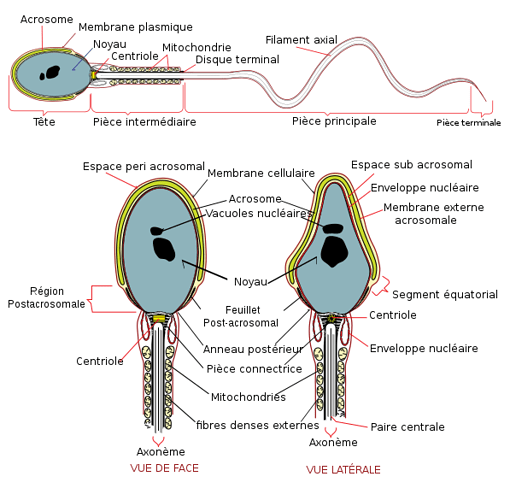 Acrosome
Membrane plasmique
Noyau
Centriole
Mitochondrie
Disque terminal
Filament axial
Tête
Pièce intermédiaire
Pièce principale
Pièce terminale
Espace peri acrosomal
Membrane cellulaire
Acrosome
Vacuoles nucléaires
Espace sub acrosomal
Enveloppe nucléaire
Membrane externe
acrosomale
Noyau
Région
Postacrosomale
Feuillet
Post-acrosomal
Segment équatorial
Centriole
Anneau postérieur
Enveloppe nucléaire
Centriole
Pièce connectrice
Mitochondries
fibres denses externes
Paire centrale
Axonème
Axonème
VUE DE FACE
VUE LATÉRALE